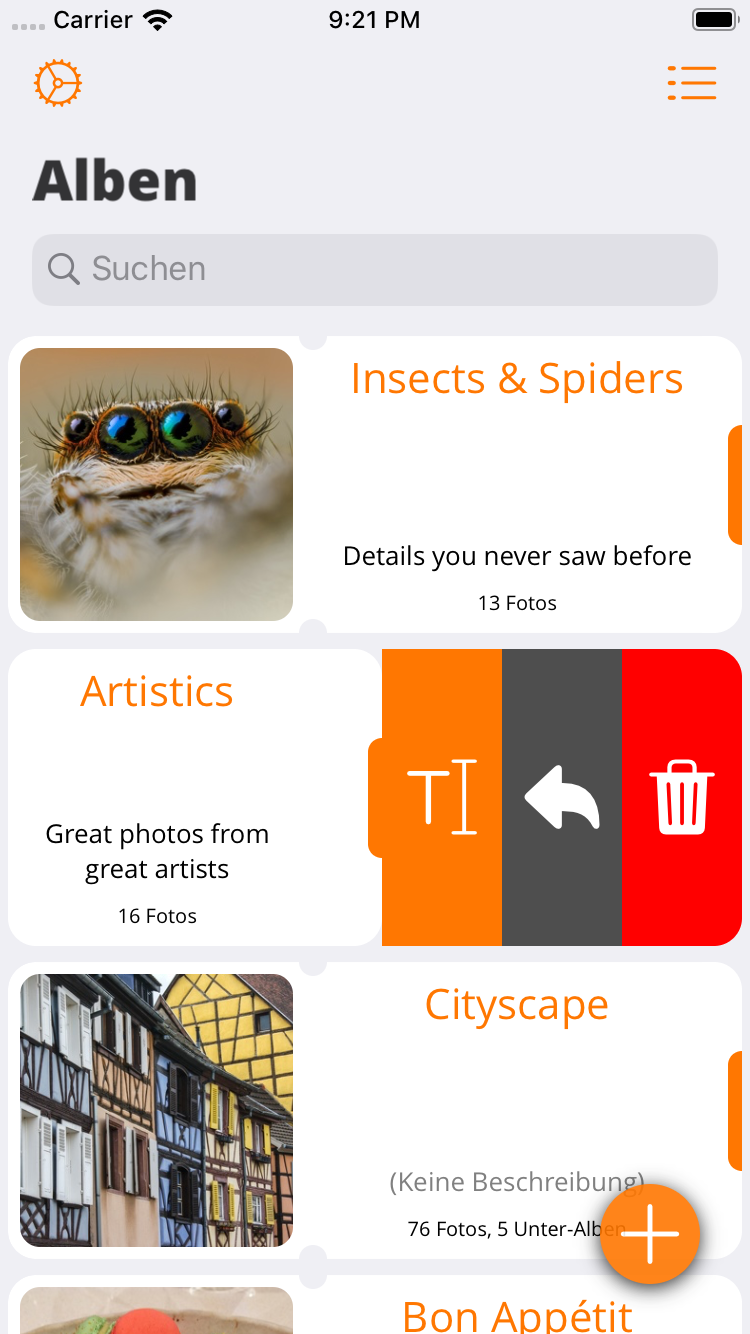 Carrier
9:21 PM
Alben
Suchen
Insects & Spiders
Details you never saw before
13 Fotos
Artistics
Great photos from
great artists
16 Fotos
Cityscape
(Keine Beschreibung)
76 Fotos, 5 Unter-Alben
Bon Appétit